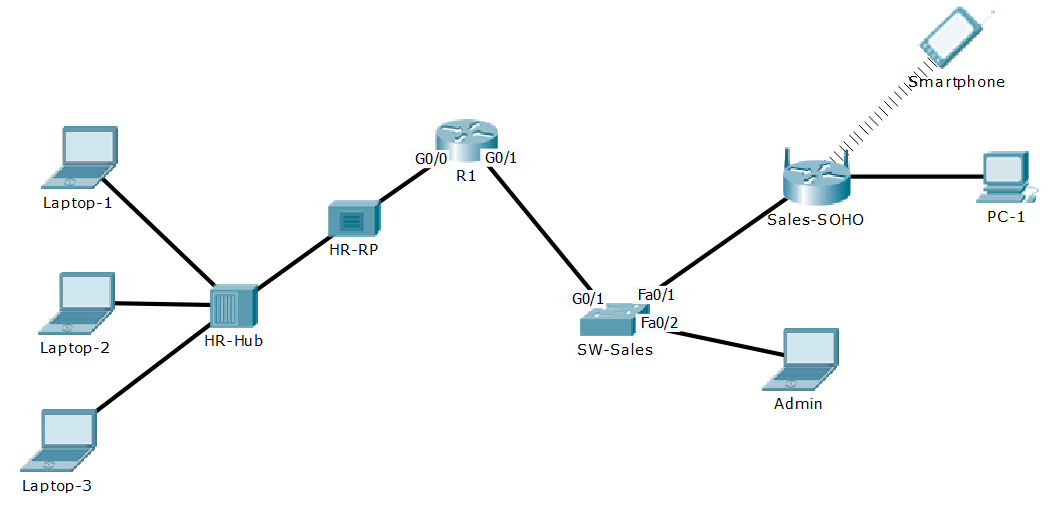 Smartphone
G0/0
G0/1
R1
Laptop-1
HR-RP
Sales-SOHO
PC-1
G0/1
Fa0/1
Fa0/2
SW-Sales
Laptop-2
HR-Hub
Admin
Laptop-3